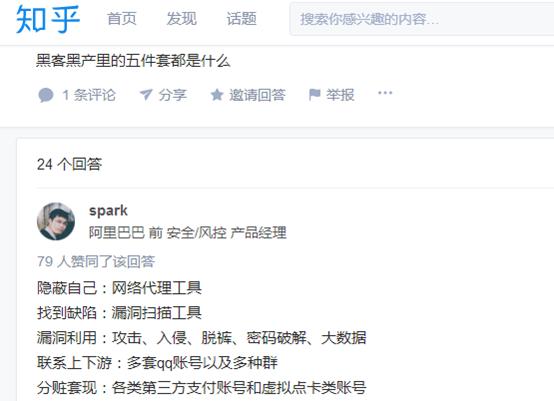 知乎 首页 发现 话题 搜索你感兴趣的内容...
黑客黑产里的五件套都是什么
1 条评论 分享 邀请回答 举报 ...
24 个回答
spark
阿里巴巴 前 安全/风控 产品经理
79 人赞同了该回答
隐蔽自己：网络代理工具
找到缺陷：漏洞扫描工具
漏洞利用：攻击、入侵、脱裤、密码破解、大数据
联系上下游：多套qq账号以及多种群
分赃套现：各类第三方支付账号和虚拟点卡类账号